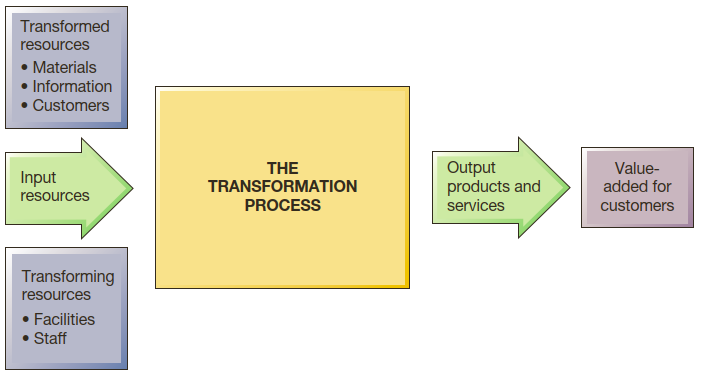 Transformed
resources
• Materials
• Information
• Customers
Input
resources
Transforming
resources
• Facilities
• Staff
THE
TRANSFORMATION
PROCESS
Output
products and
services
Value-
added for
customers